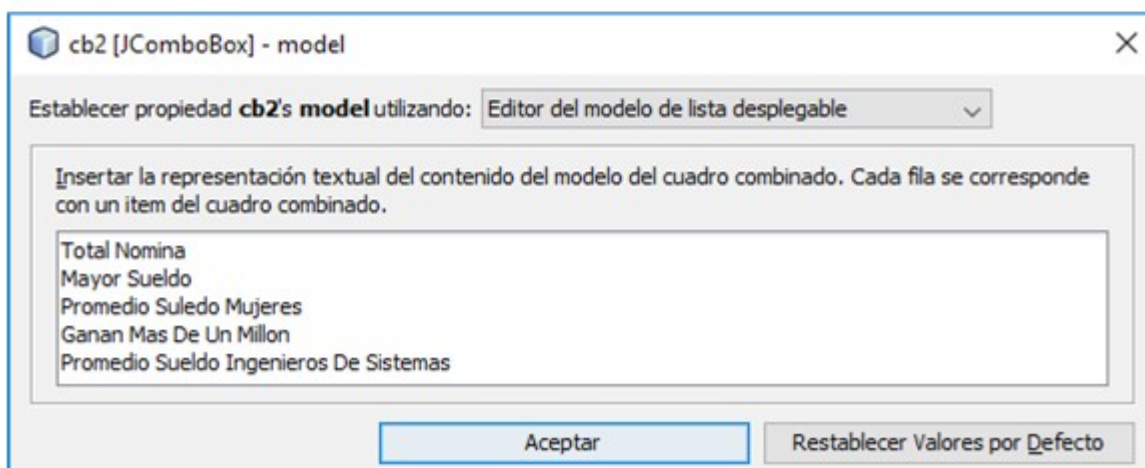 cb2 [JComboBox] - model
Establecer propiedad cb2's model utilizando: Editor del modelo de lista desplegable
Insertar la representación textual del contenido del modelo del cuadro combinado. Cada fila se corresponde
con un item del cuadro combinado.
Total Nomina
Mayor Sueldo
Promedio Suledo Mujeres
Ganan Mas De Un Millon
Promedio Sueldo Ingenieros De Sistemas
Aceptar Restablecer Valores por Defecto